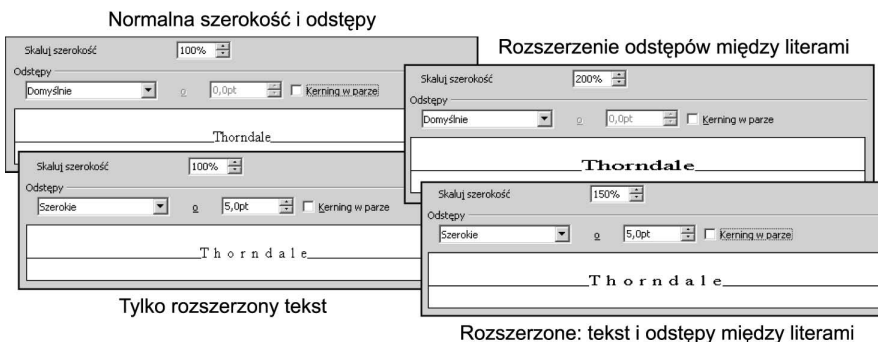 Normalna szerokość i odstępy
Skaluj szerokość 100%
Odstępy
Domyślnie o 0,0pt Kerning w parze
Thorndale
Rozszerzenie odstępów między literami
Skaluj szerokość 200%
Odstępy
Domyślnie o 0,0pt Kerning w parze
Thorndale
Skaluj szerokość 100%
Odstępy
Szerokie o 5,0pt Kerning w parze
Thorndale
Tylko rozszerzony tekst
Skaluj szerokość 150%
Odstępy
Szerokie o 5,0pt Kerning w parze
Thorndale
Rozszerzone: tekst i odstępy między literami